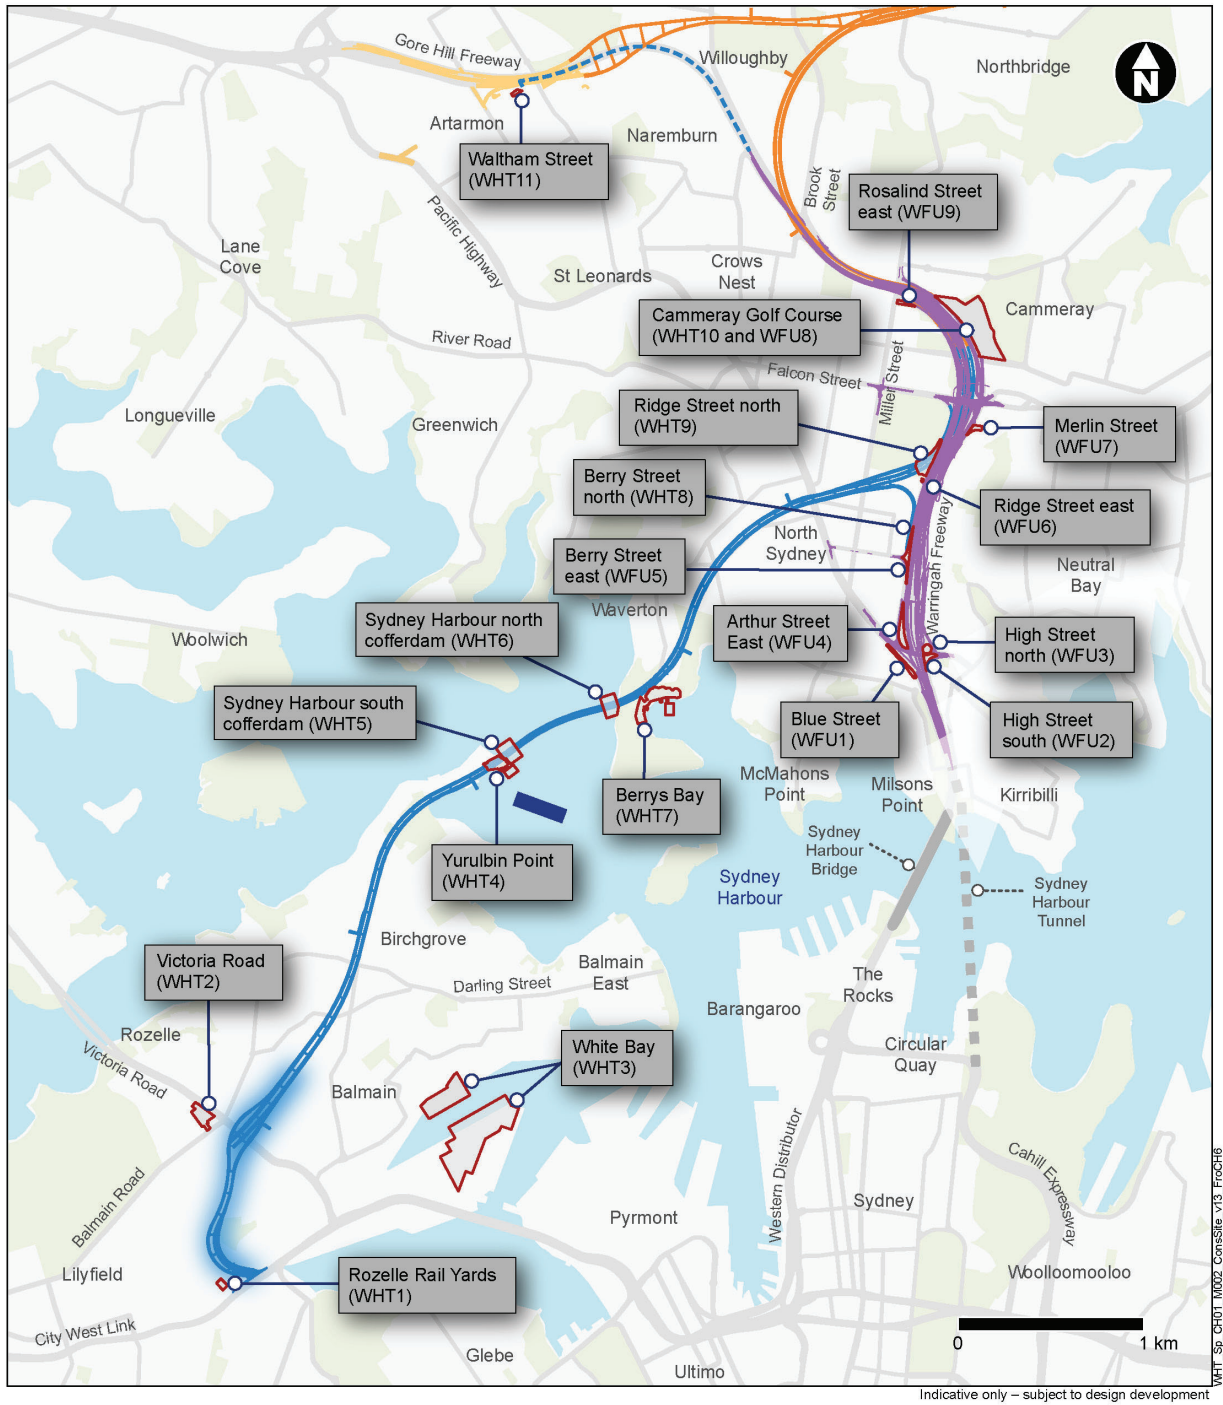 Gore Hill Freeway
Willoughby
Northbridge
N
Artarmon
Naremburn
Waltham Street
(WHT11)
Brook
Street
Rosalind Street
east (WFU9)
Pacific Highway
Lane
Cove
St Leonards
Crows
Nest
Cammeray Golf Course
(WHT10 and WFU8)
Cammeray
River Road
Miller Street
Falcon Street
Longueville
Greenwich
Ridge Street north
(WHT9)
Merlin Street
(WFU7)
Berry Street
north (WHT8)
Ridge Street east
(WFU6)
North
Sydney
Warringah Freeway
Berry Street
east (WFU5)
Neutral
Bay
Waverton
Sydney Harbour north
cofferdam (WHT6)
Woolwich
Arthur Street
East (WFU4)
High Street
north (WFU3)
Sydney Harbour south
cofferdam (WHT5)
Blue Street
(WFU1)
High Street
south (WFU2)
McMahons
Point
Milsons
Point
Kirribilli
Berrys Bay
(WHT7)
Yurulbin Point
(WHT4)
Sydney
Harbour
Bridge
Sydney
Harbour
Sydney
Harbour
Tunnel
Birchgrove
Victoria Road
(WHT2)
Balmain
East
Darling Street
The
Rocks
Barangaroo
Rozelle
Victoria Road
White Bay
(WHT3)
Circular
Quay
Balmain
Western Distributor
Cahill Expressway
Balmain Road
Sydney
Pyrmont
Lilyfield
Rozelle Rail Yards
(WHT1)
Woolloomooloo
City West Link
Glebe
Ultimo
0 1 km
WHT_Sp_CH01_M002_ConsSite_v13_FroCH6
Indicative only – subject to design development